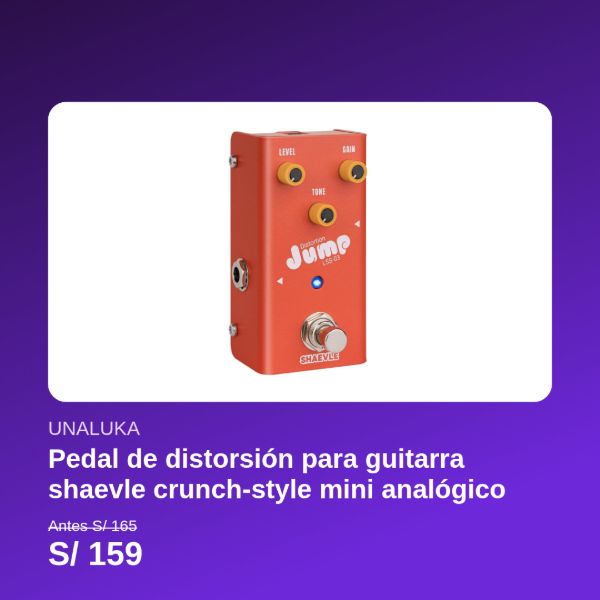 LEVEL
GAIN
TONE
Distortion
Jump
LSS-03
SHAEVLE
UNALUKA
Pedal de distorsión para guitarra
shaevle crunch-style mini analógico
Antes S/ 165
S/ 159